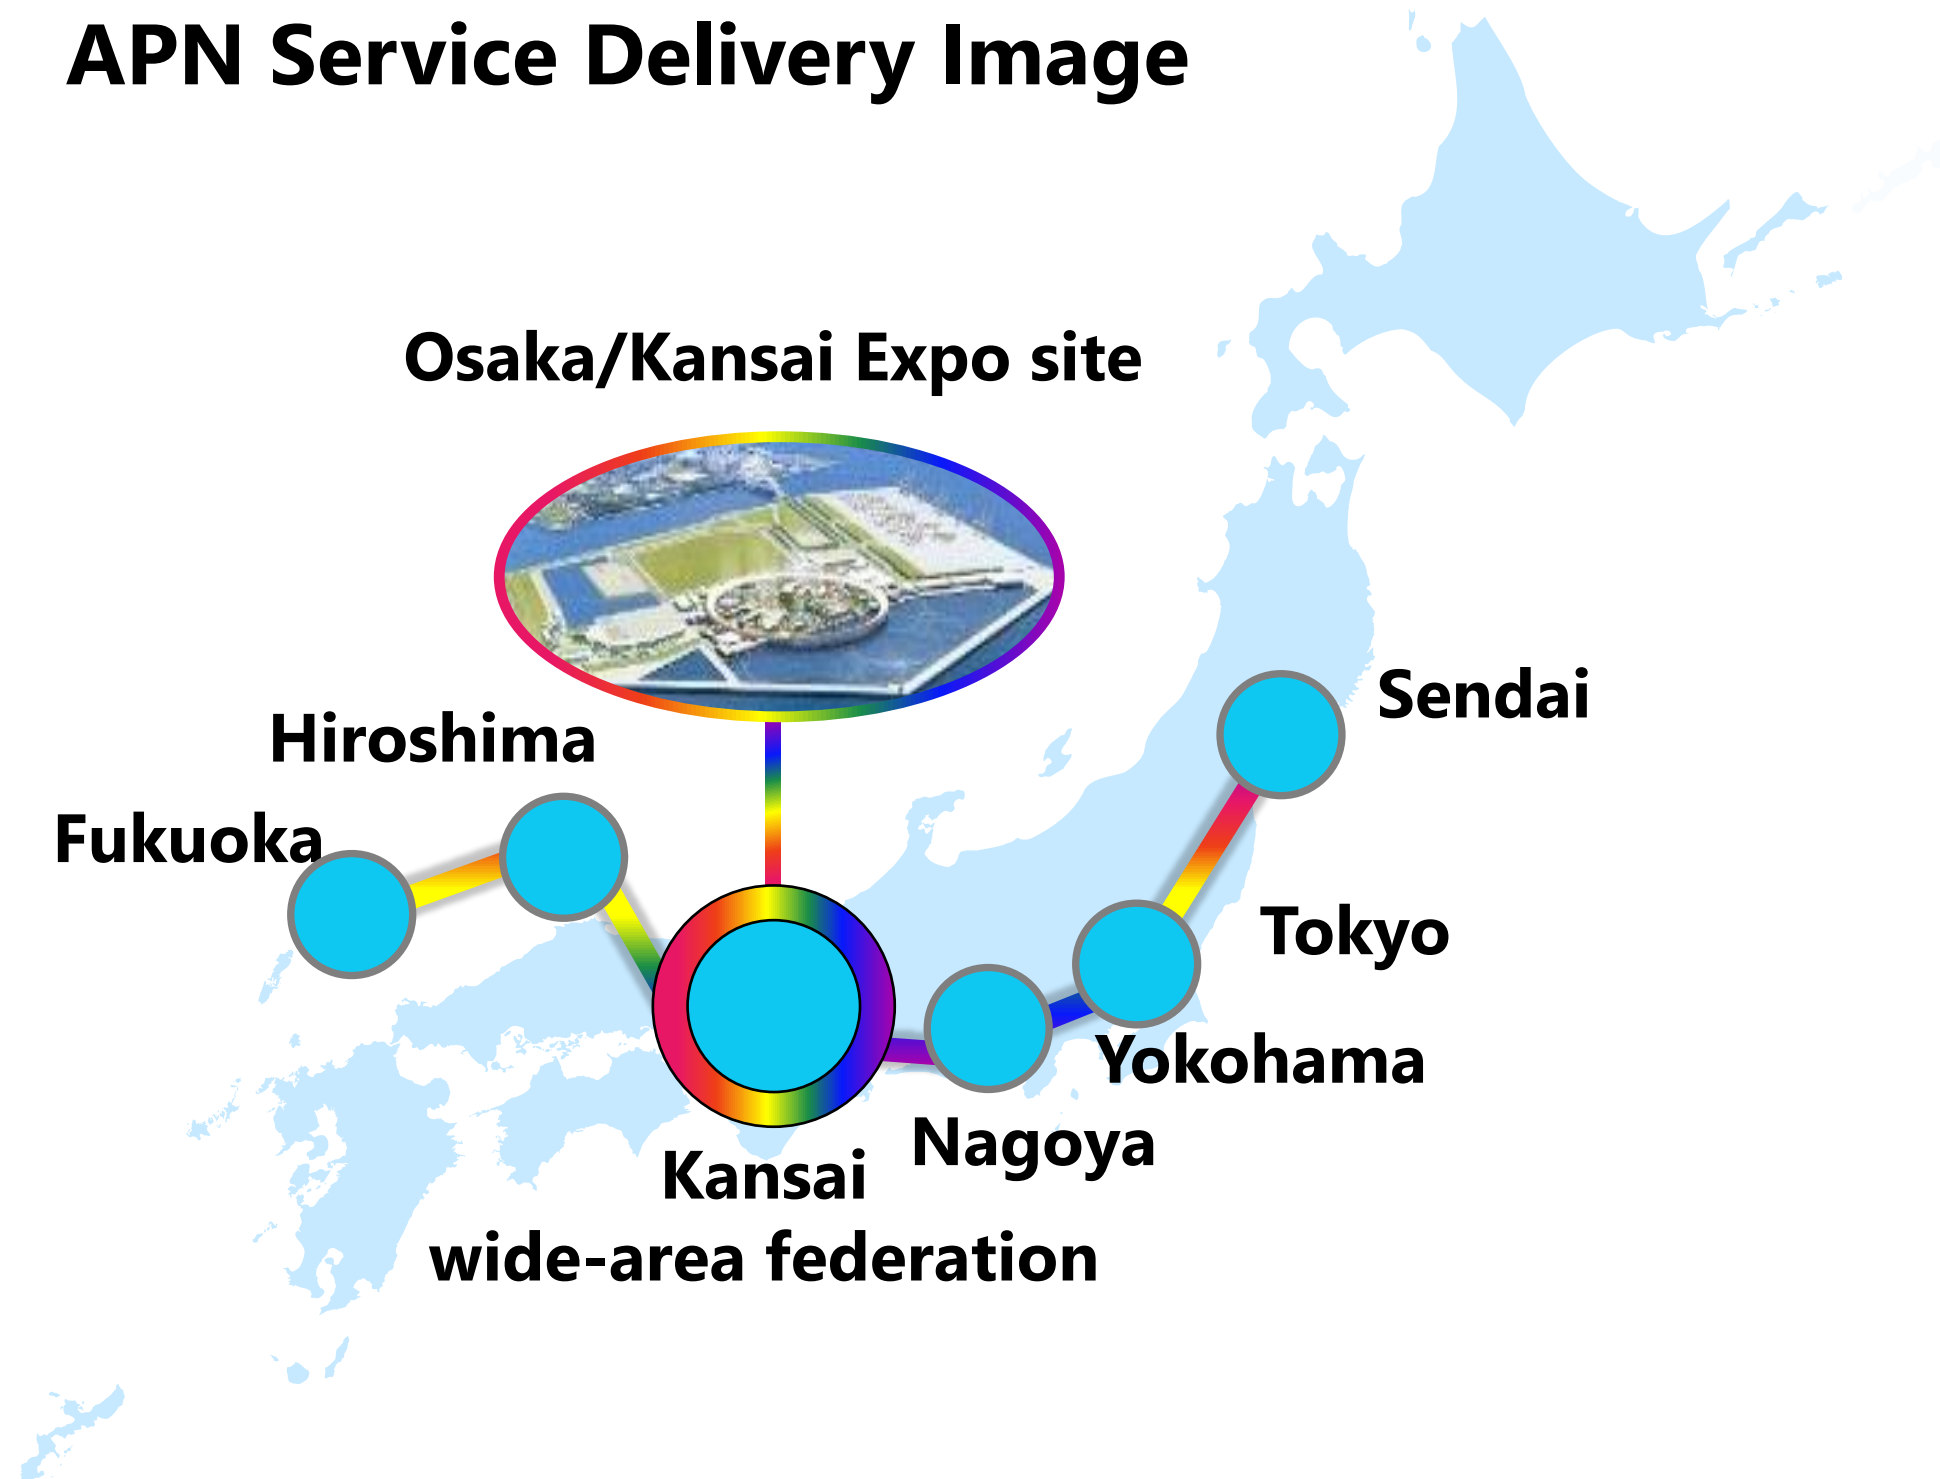 APN Service Delivery Image
Osaka/Kansai Expo site
Sendai
Hiroshima
Fukuoka
Tokyo
Yokohama
Nagoya
Kansai
wide-area federation